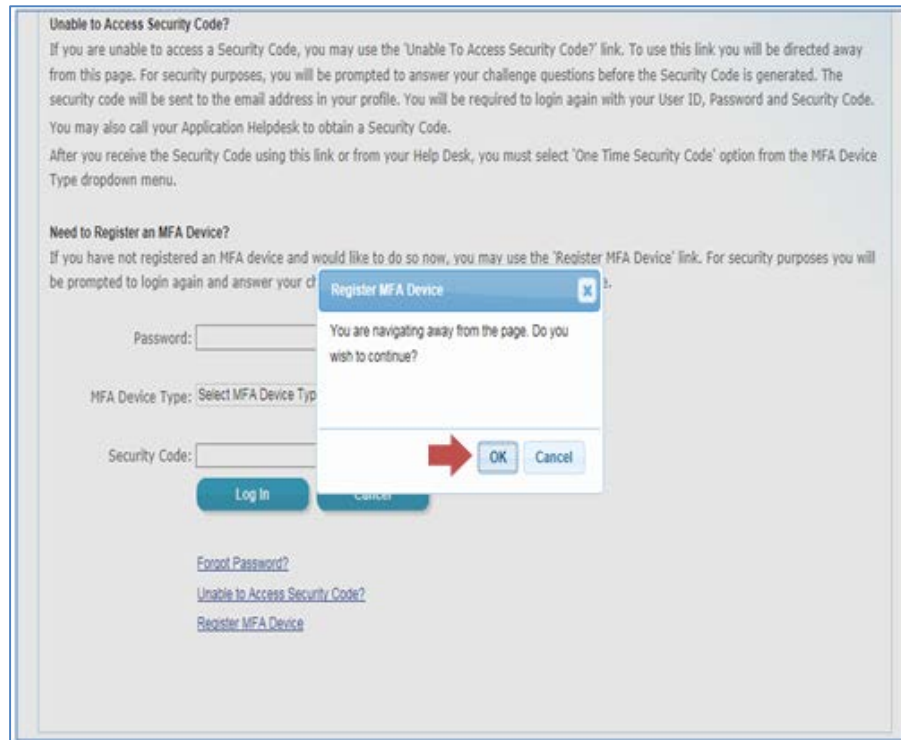 Unable to Access Security Code?
If you are unable to access a Security Code, you may use the 'Unable To Access Security Code?' link. To use this link you will be directed away
from this page. For security purposes, you will be prompted to answer your challenge questions before the Security Code is generated. The
security code will be sent to the email address in your profile. You will be required to login again with your User ID, Password and Security Code.
You may also call your Application Helpdesk to obtain a Security Code.
After you receive the Security Code using this link or from your Help Desk, you must select 'One Time Security Code' option from the MFA Device
Type dropdown menu.
Need to Register an MFA Device?
If you have not registered an MFA device and would like to do so now, you may use the 'Register MFA Device' link. For security purposes you will
be prompted to login again and answer your
Register MFA Device
X
You are navigating away from the page. Do you
wish to continue?
OK Cancel
Password:
MFA Device Type: Select MFA Device Typ
Security Code:
Log In Cancel
Forgot Password?
Unable to Access Security Code?
Register MFA Device